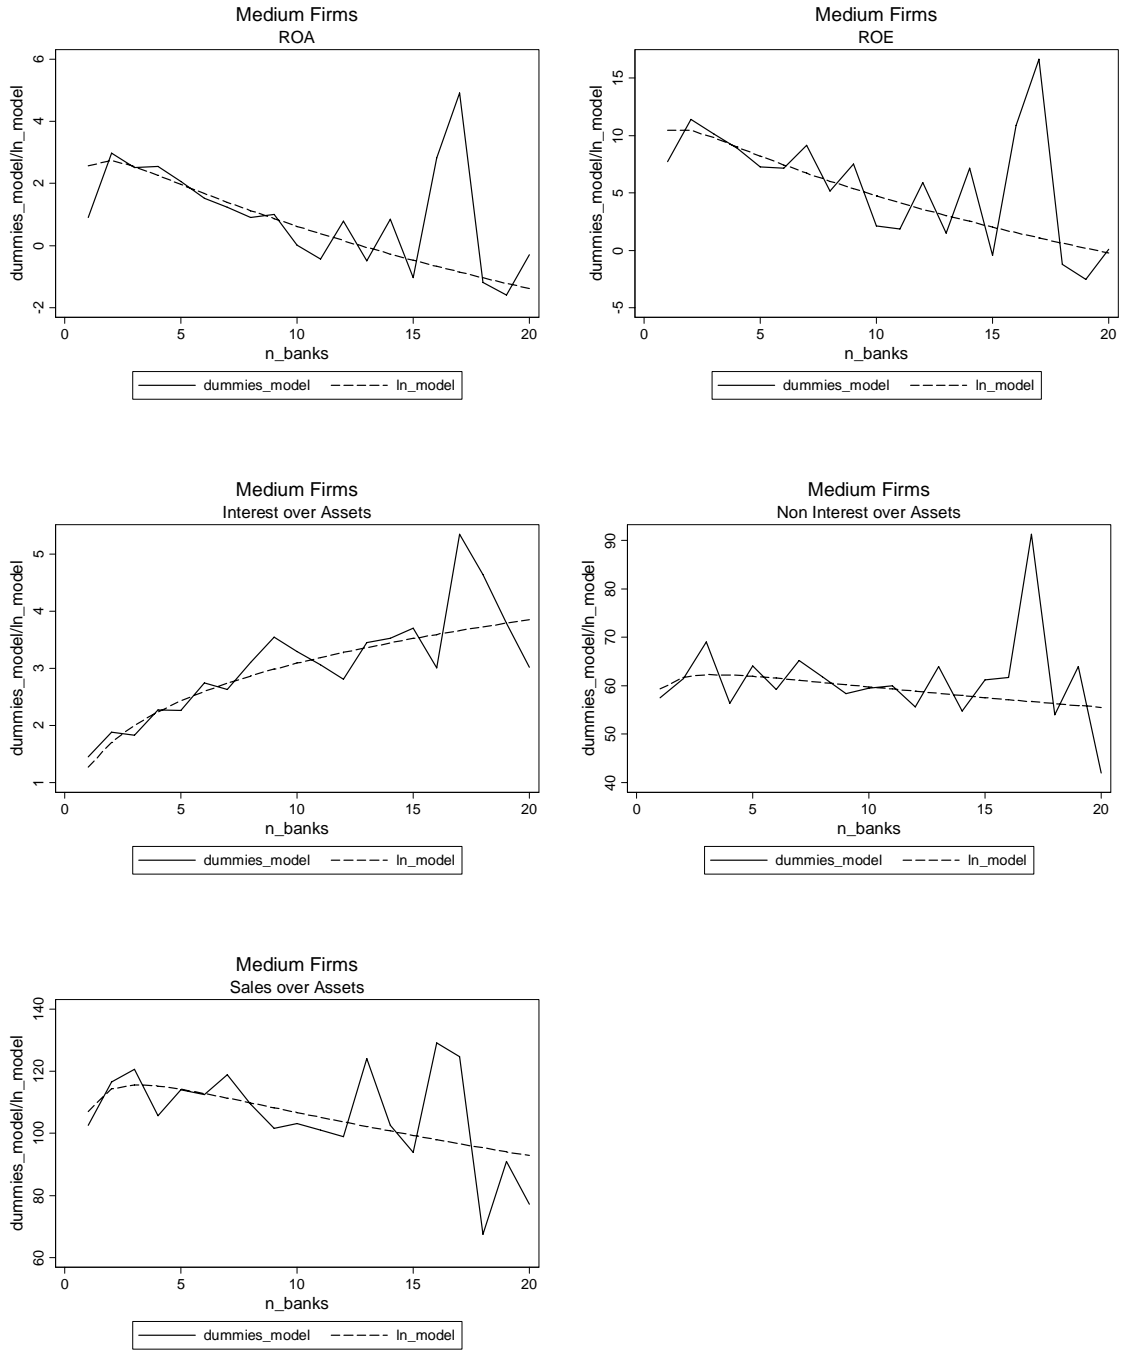 Medium Firms
ROA
dummies_model/ln_model
6
4
2
0
-2
0 5 10 15 20
n_banks
dummies_model ln_model
Medium Firms
ROE
dummies_model/ln_model
15
10
5
0
-5
0 5 10 15 20
n_banks
dummies_model ln_model
Medium Firms
Interest over Assets
dummies_model/ln_model
5
4
3
2
1
0 5 10 15 20
n_banks
dummies_model ln_model
Medium Firms
Non Interest over Assets
dummies_model/ln_model
90
80
70
60
50
40
0 5 10 15 20
n_banks
dummies_model ln_model
Medium Firms
Sales over Assets
dummies_model/ln_model
140
120
100
80
60
0 5 10 15 20
n_banks
dummies_model ln_model